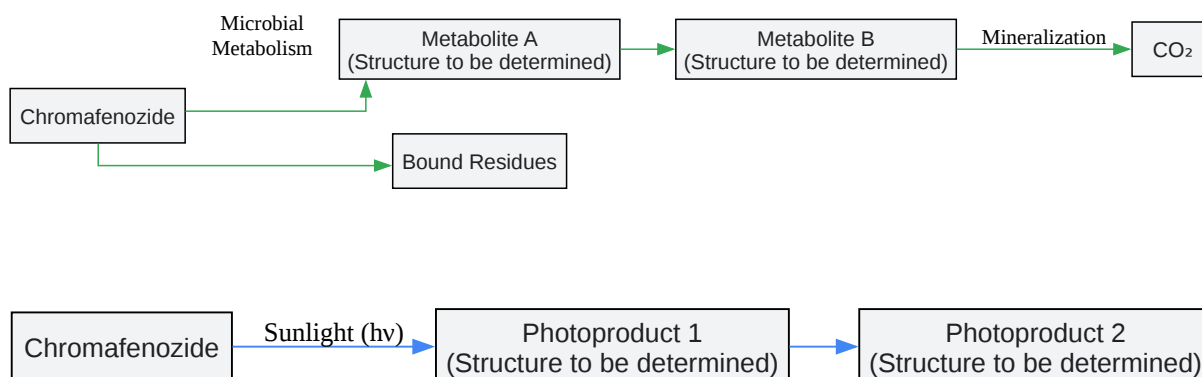 Microbial
Metabolism
Metabolite A
(Structure to be determined)
Metabolite B
(Structure to be determined)
Mineralization
CO₂
Chromafenozide
Bound Residues
Chromafenozide
Sunlight (hν)
Photoproduct 1
(Structure to be determined)
Photoproduct 2
(Structure to be determined)